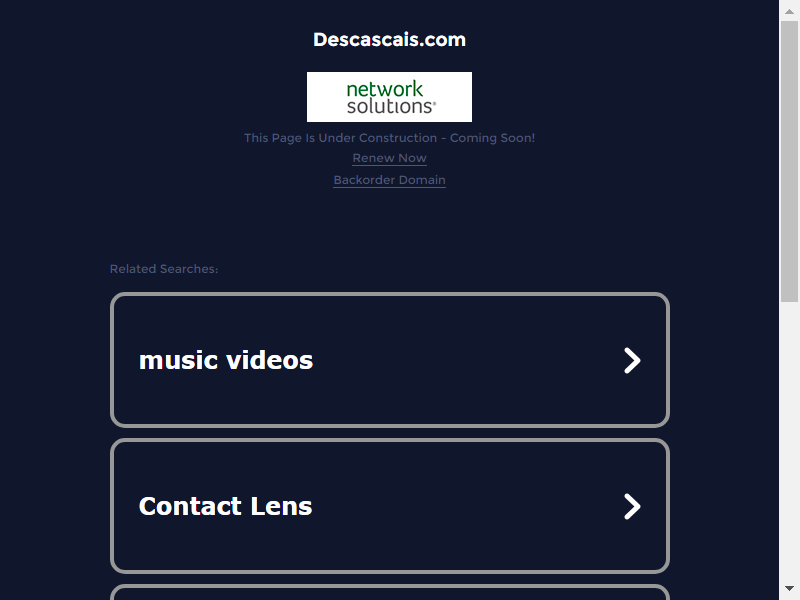 Descascais.com
network
solutions®
This Page Is Under Construction - Coming Soon!
Renew Now
Backorder Domain
Related Searches:
music videos
Contact Lens